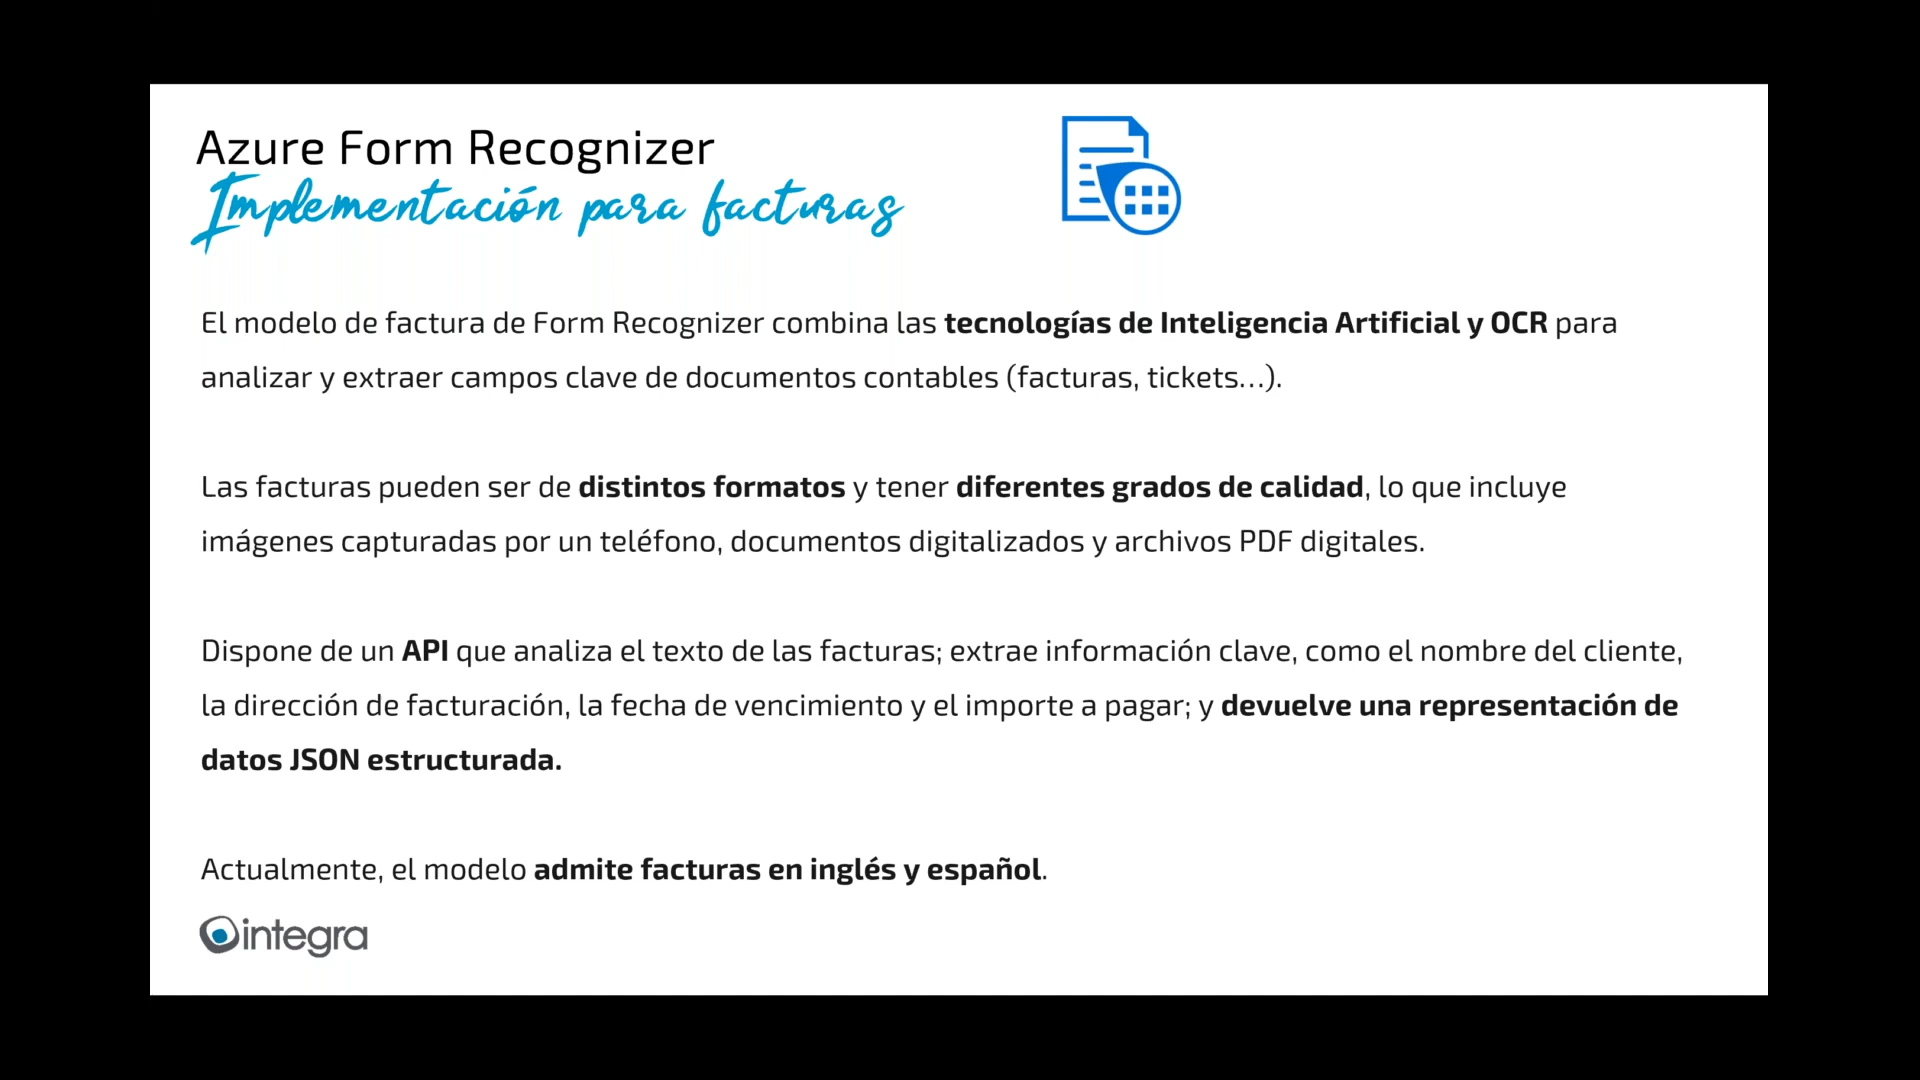 Azure Form Recognizer
Implementación para facturas
El modelo de factura de Form Recognizer combina las tecnologías de Inteligencia Artificial y OCR para
analizar y extraer campos clave de documentos contables (facturas, tickets…).
Las facturas pueden ser de distintos formatos y tener diferentes grados de calidad, lo que incluye
imágenes capturadas por un teléfono, documentos digitalizados y archivos PDF digitales.
Dispone de un API que analiza el texto de las facturas; extrae información clave, como el nombre del cliente,
la dirección de facturación, la fecha de vencimiento y el importe a pagar; y devuelve una representación de
datos JSON estructurada.
Actualmente, el modelo admite facturas en inglés y español.
integra